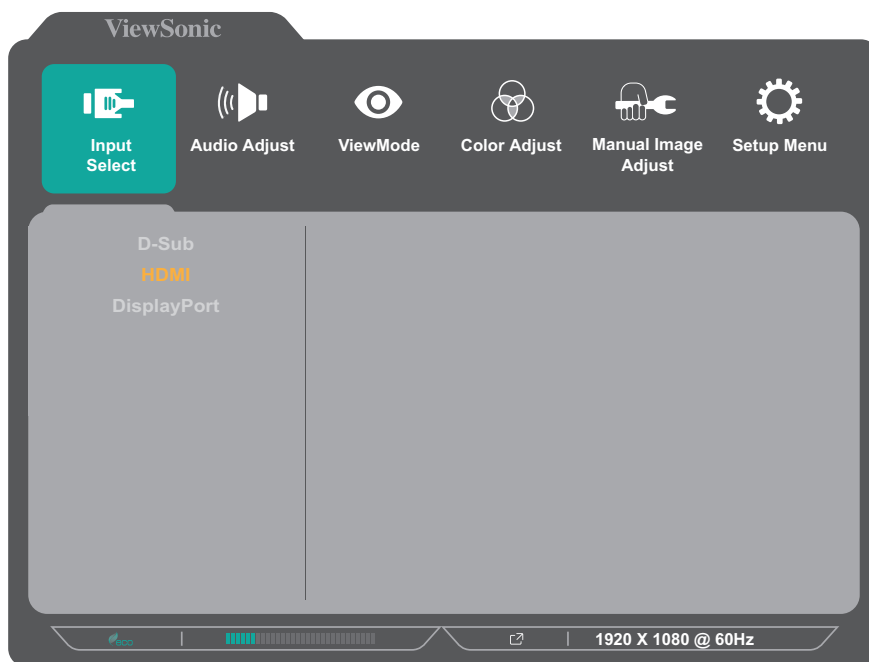 ViewSonic
Input
Select
Audio Adjust
ViewMode
Color Adjust
Manual Image
Adjust
Setup Menu
D-Sub
HDMI
DisplayPort
eco
1920 X 1080 @ 60Hz